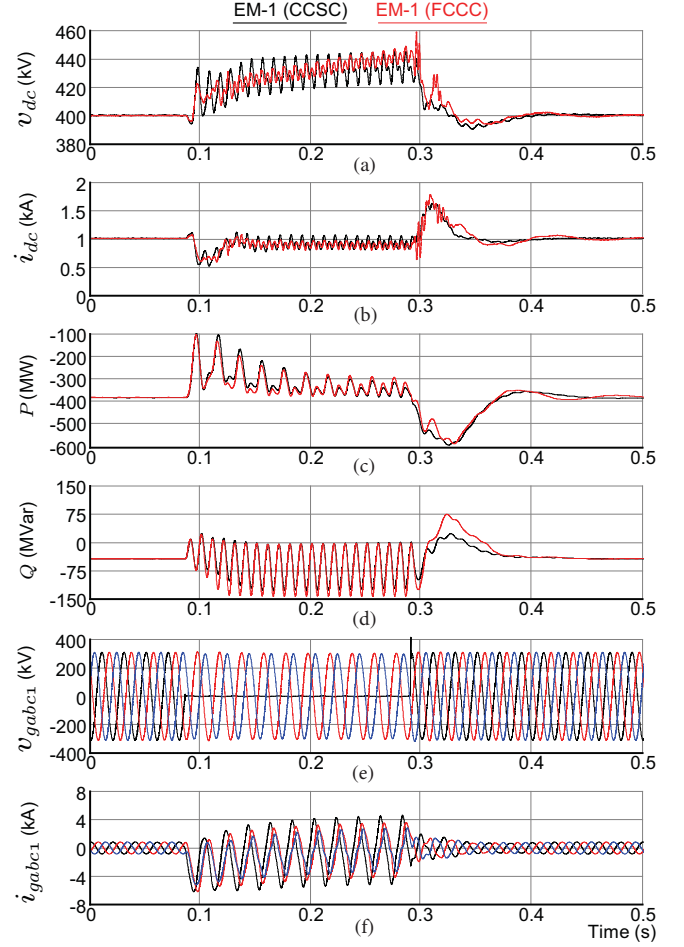 EM-1 (CCSC) EM-1 (FCCC)
460
440
420
400
380
v_dc (kV)
0 0.1 0.2 0.3 0.4 0.5
(a)
2
1.5
1
0.5
0
i_dc (kA)
0 0.1 0.2 0.3 0.4 0.5
(b)
-100
-200
-300
-400
-500
-600
P (MW)
0 0.1 0.2 0.3 0.4 0.5
(c)
150
75
0
-75
-150
Q (MVar)
0 0.1 0.2 0.3 0.4 0.5
(d)
400
200
0
-200
-400
v_gabc1 (kV)
0 0.1 0.2 0.3 0.4 0.5
(e)
8
4
0
-4
-8
i_gabc1 (kA)
0 0.1 0.2 0.3 0.4 0.5
Time (s)
(f)